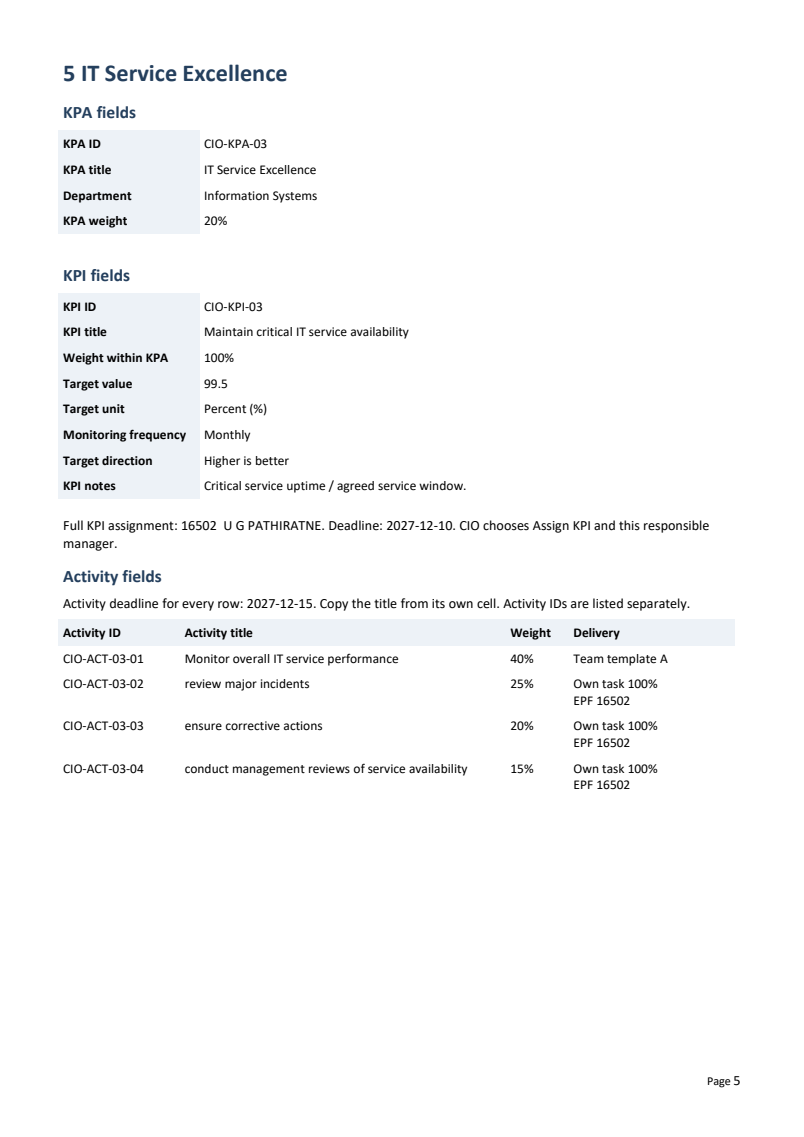 5 IT Service Excellence
KPA fields
KPA ID CIO-KPA-03
KPA title IT Service Excellence
Department Information Systems
KPA weight 20%
KPI fields
KPI ID CIO-KPI-03
KPI title Maintain critical IT service availability
Weight within KPA 100%
Target value 99.5
Target unit Percent (%)
Monitoring frequency Monthly
Target direction Higher is better
KPI notes Critical service uptime / agreed service window.
Full KPI assignment: 16502  U G PATHIRATNE. Deadline: 2027-12-10. CIO chooses Assign KPI and this responsible
manager.
Activity fields
Activity deadline for every row: 2027-12-15. Copy the title from its own cell. Activity IDs are listed separately.
Activity ID Activity title Weight Delivery
CIO-ACT-03-01 Monitor overall IT service performance 40% Team template A
CIO-ACT-03-02 review major incidents 25% Own task 100%
EPF 16502
CIO-ACT-03-03 ensure corrective actions 20% Own task 100%
EPF 16502
CIO-ACT-03-04 conduct management reviews of service availability 15% Own task 100%
EPF 16502
Page 5